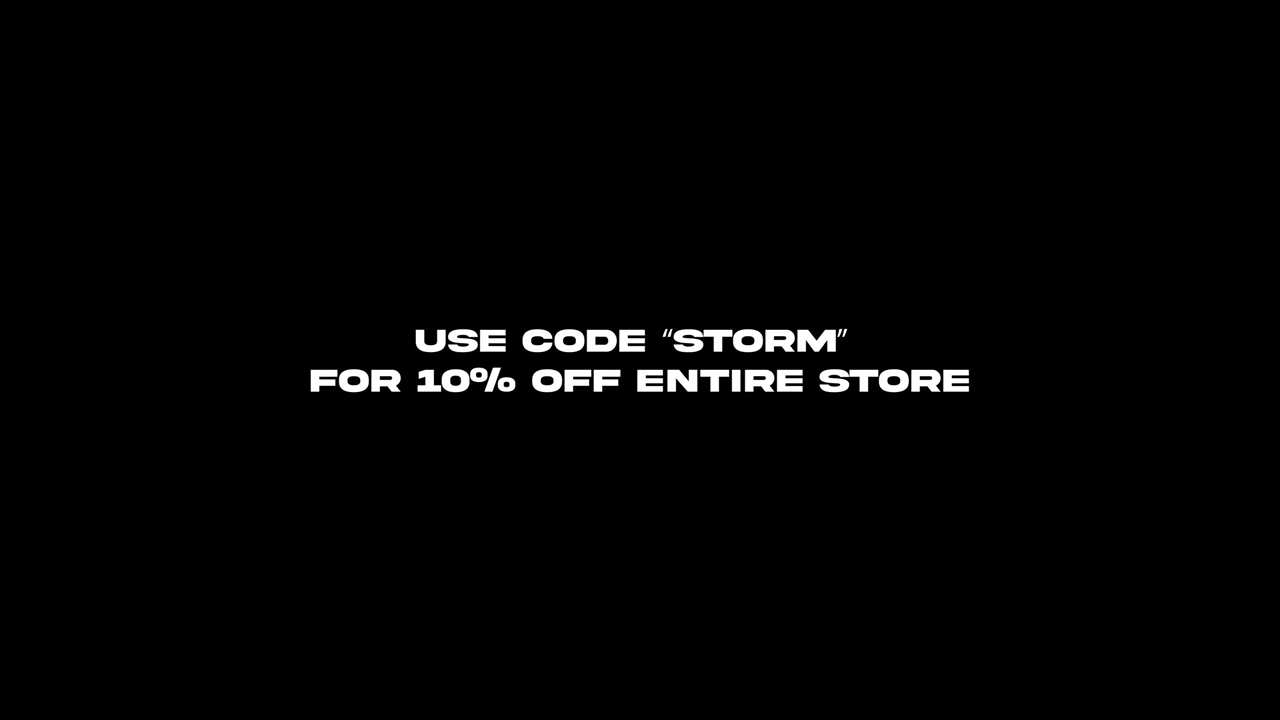 USE CODE “STORM”
FOR 10% OFF ENTIRE STORE